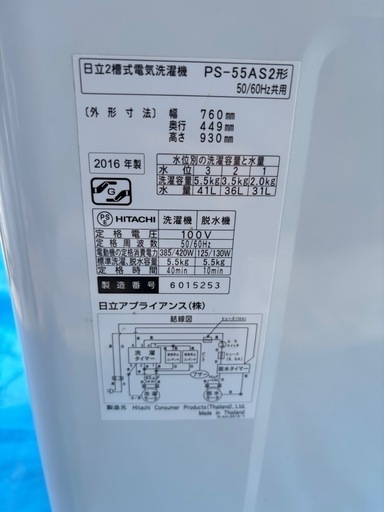 日立2槽式電気洗濯機 PS-55AS2形
50/60Hz共用
〔外形寸法〕 幅 760mm
奥行 449mm
高さ 930mm
2016年製
水位別の洗濯容量と水量
水位 3 2 1
洗濯容量 5.5kg 3.5kg 2.0kg
水量 41L 36L 31L
PS E HITACHI 洗濯機 脱水機
定格電圧 100V
定格周波数 50/60Hz
電動機の定格消費電力 385/420W 125/130W
標準洗濯、脱水容量 5.5kg 5.5kg
定格時間 40min 10min
製造番号 6015253
日立アプライアンス(株)
結線図
洗濯タイマー
脱水タイマー
ブザー
洗濯
脱水
製造元 Hitachi Consumer Products(Thailand),Ltd.
Made in Thailand